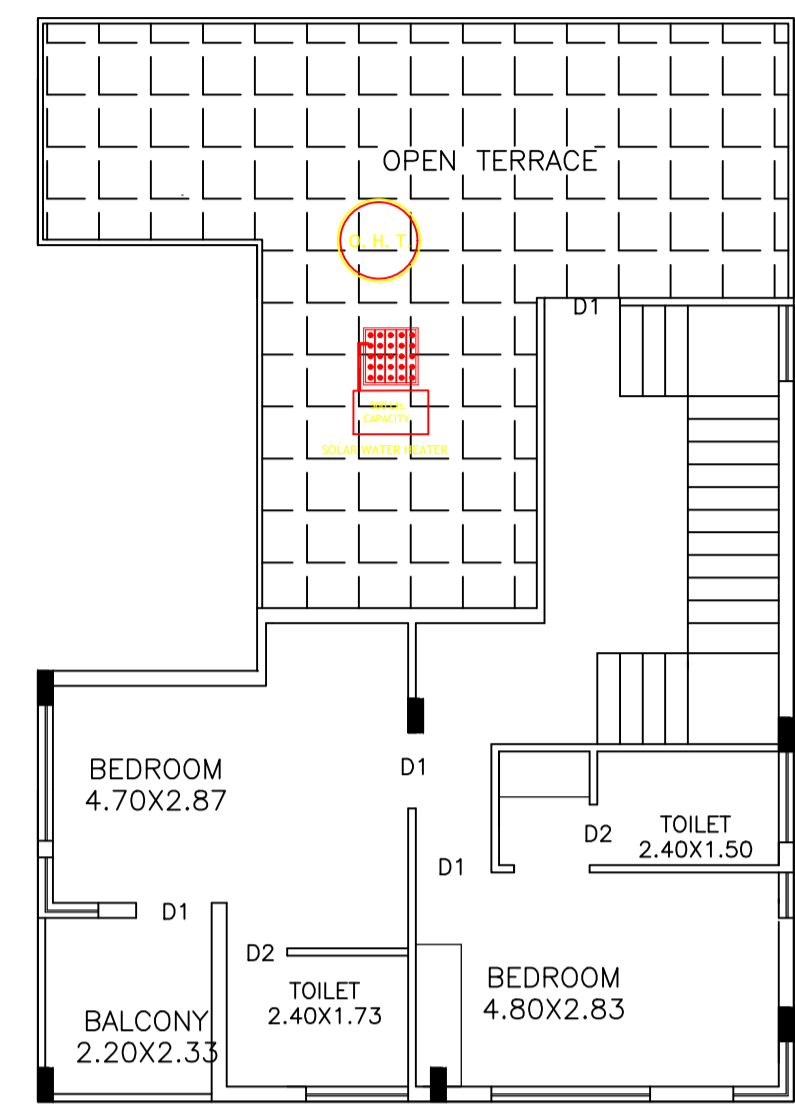 OPEN TERRACE
O. H. T.
D1
CAPACITY
SOLAR WATER HEATER
BEDROOM
4.70X2.87
D1
D2
TOILET
2.40X1.50
D1
D1
D2
BEDROOM
4.80X2.83
TOILET
2.40X1.73
BALCONY
2.20X2.33